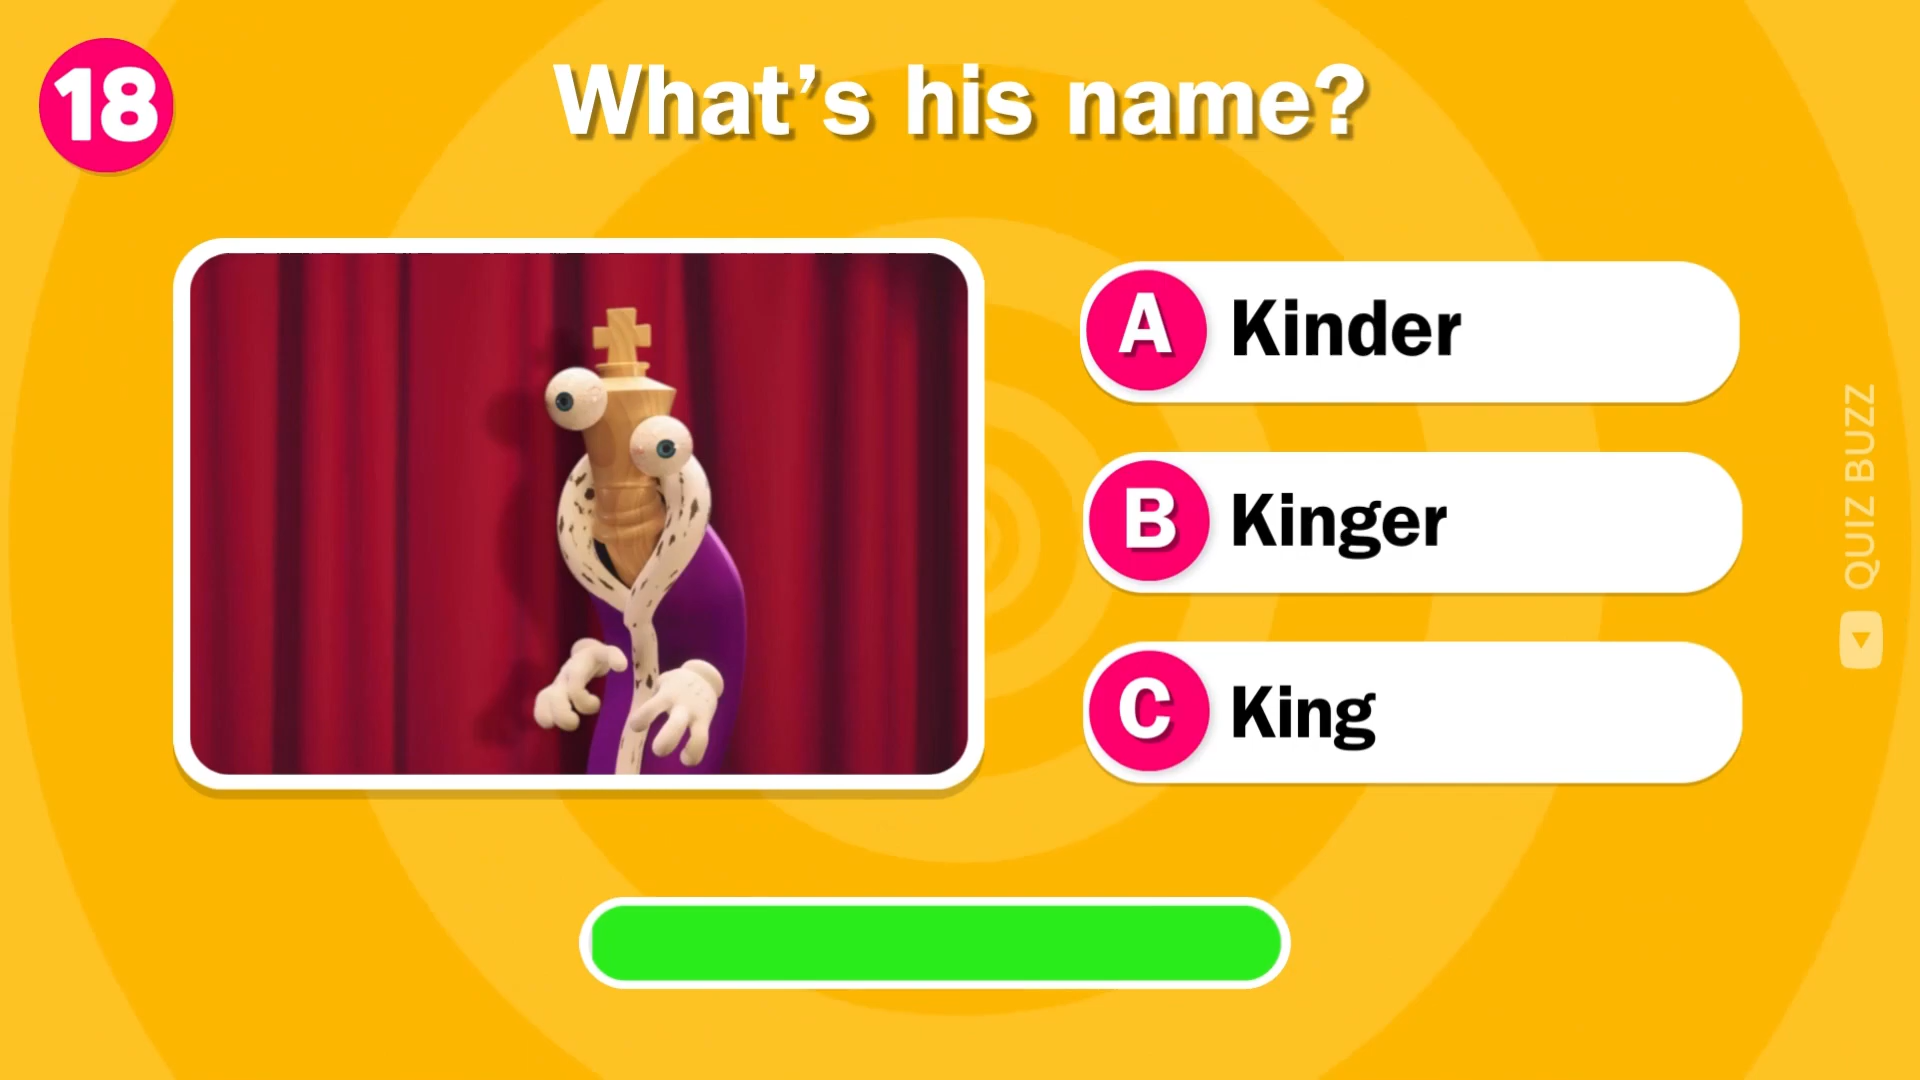 18
What’s his name?
A Kinder
B Kinger
C King
QUIZ BUZZ